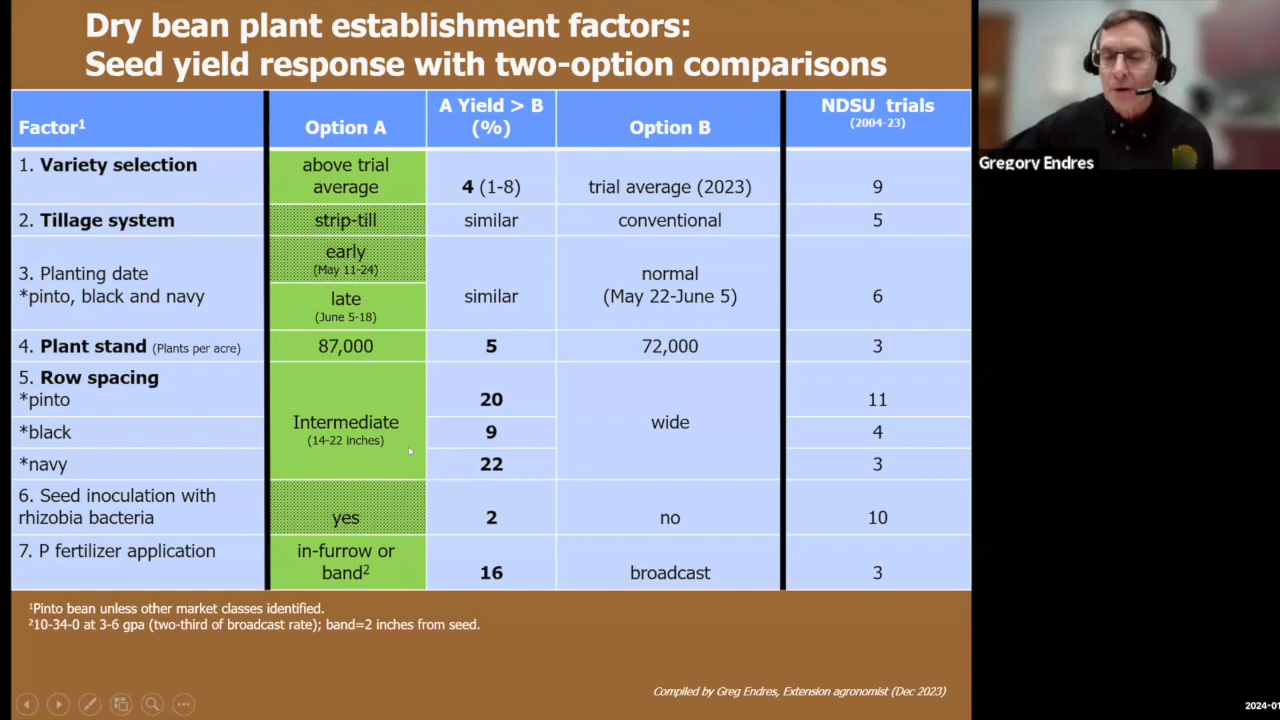 Dry bean plant establishment factors:
Seed yield response with two-option comparisons
Factor¹
Option A
A Yield > B
(%)
Option B
NDSU trials
(2004-23)
1. Variety selection
above trial
average
4 (1-8)
trial average (2023)
9
2. Tillage system
strip-till
similar
conventional
5
3. Planting date
*pinto, black and navy
early
(May 11-24)
late
(June 5-18)
similar
normal
(May 22-June 5)
6
4. Plant stand (Plants per acre)
87,000
5
72,000
3
5. Row spacing
*pinto
Intermediate
(14-22 inches)
20
wide
11
*black
9
4
*navy
22
3
6. Seed inoculation with
rhizobia bacteria
yes
2
no
10
7. P fertilizer application
in-furrow or
band²
16
broadcast
3
¹Pinto bean unless other market classes identified.
²10-34-0 at 3-6 gpa (two-third of broadcast rate); band=2 inches from seed.
Compiled by Greg Endres, Extension agronomist (Dec 2023)
Gregory Endres
2024-01